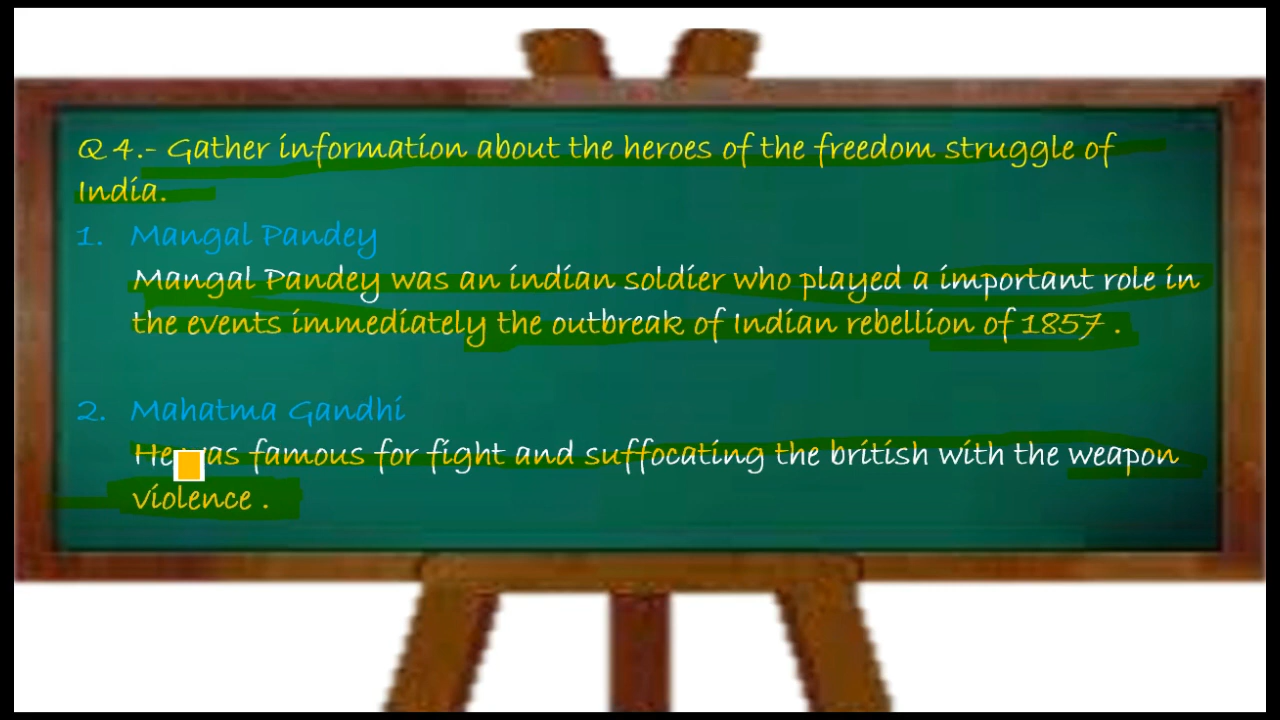 Q 4.- Gather information about the heroes of the freedom struggle of
India.
1. Mangal Pandey
Mangal Pandey was an indian soldier who played a important role in
the events immediately the outbreak of Indian rebellion of 1857 .
2. Mahatma Gandhi
He was famous for fight and suffocating the british with the weapon
violence .